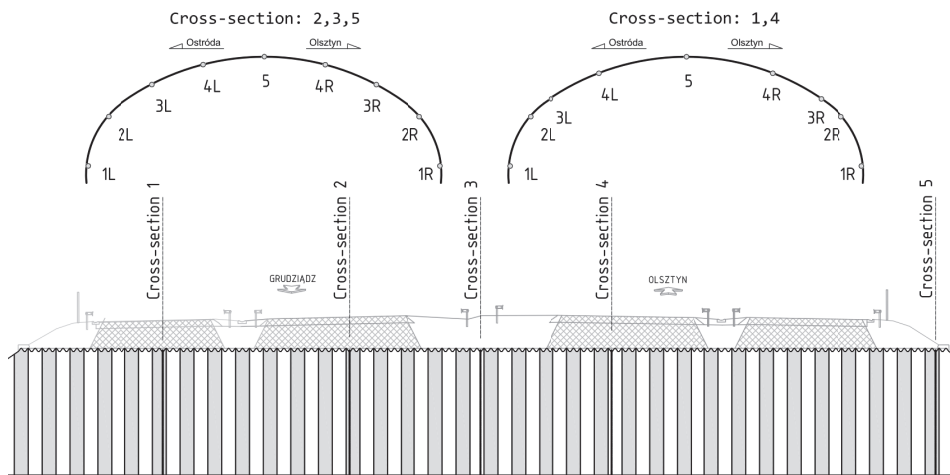 Cross-section: 2,3,5
Ostróda Olsztyn
5
4L 4R
3L 3R
2L 2R
1L 1R
Cross-section: 1,4
Ostróda Olsztyn
5
4L 4R
3L 3R
2L 2R
1L 1R
Cross-section 1
Cross-section 2
Cross-section 3
Cross-section 4
Cross-section 5
GRUDZIĄDZ
OLSZTYN